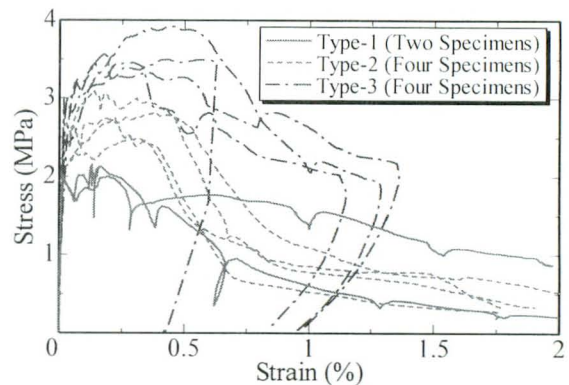 4
3
2
1
0
0
0.5
1
1.5
2
Stress (MPa)
Strain (%)
Type-1 (Two Specimens)
Type-2 (Four Specimens)
Type-3 (Four Specimens)